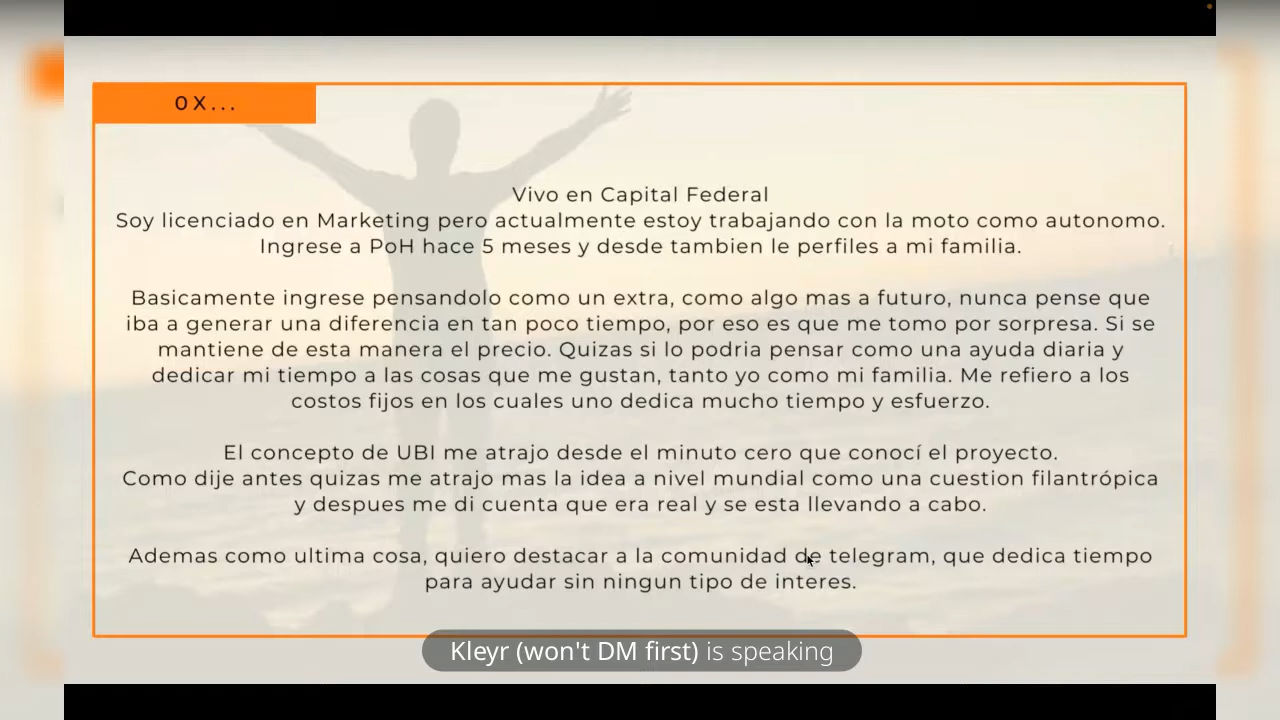 0X...
Vivo en Capital Federal
Soy licenciado en Marketing pero actualmente estoy trabajando con la moto como autonomo.
Ingrese a PoH hace 5 meses y desde tambien le perfiles a mi familia.
Basicamente ingrese pensandolo como un extra, como algo mas a futuro, nunca pense que
iba a generar una diferencia en tan poco tiempo, por eso es que me tomo por sorpresa. Si se
mantiene de esta manera el precio. Quizas si lo podria pensar como una ayuda diaria y
dedicar mi tiempo a las cosas que me gustan, tanto yo como mi familia. Me refiero a los
costos fijos en los cuales uno dedica mucho tiempo y esfuerzo.
El concepto de UBI me atrajo desde el minuto cero que conocí el proyecto.
Como dije antes quizas me atrajo mas la idea a nivel mundial como una cuestion filantrópica
y despues me di cuenta que era real y se esta llevando a cabo.
Ademas como ultima cosa, quiero destacar a la comunidad de telegram, que dedica tiempo
para ayudar sin ningun tipo de interes.
Kleyr (won't DM first) is speaking